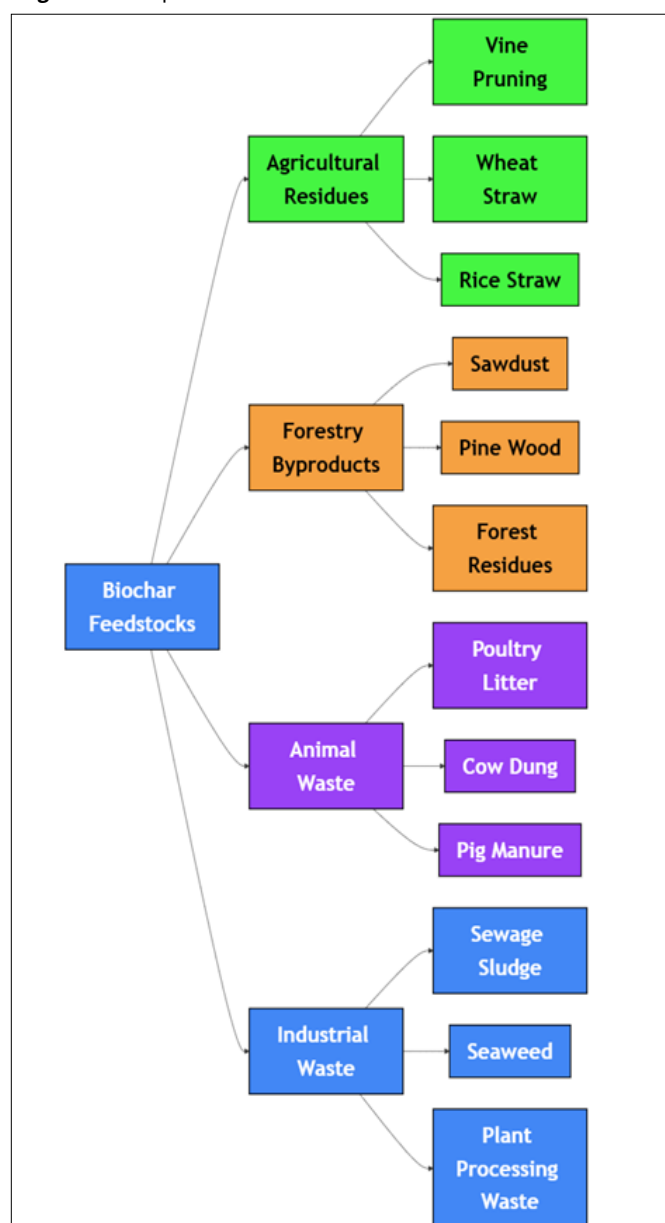 Vine
Pruning
Agricultural
Residues
Wheat
Straw
Rice Straw
Sawdust
Forestry
Byproducts
Pine Wood
Forest
Residues
Biochar
Feedstocks
Poultry
Litter
Animal
Waste
Cow Dung
Pig Manure
Sewage
Sludge
Industrial
Waste
Seaweed
Plant
Processing
Waste